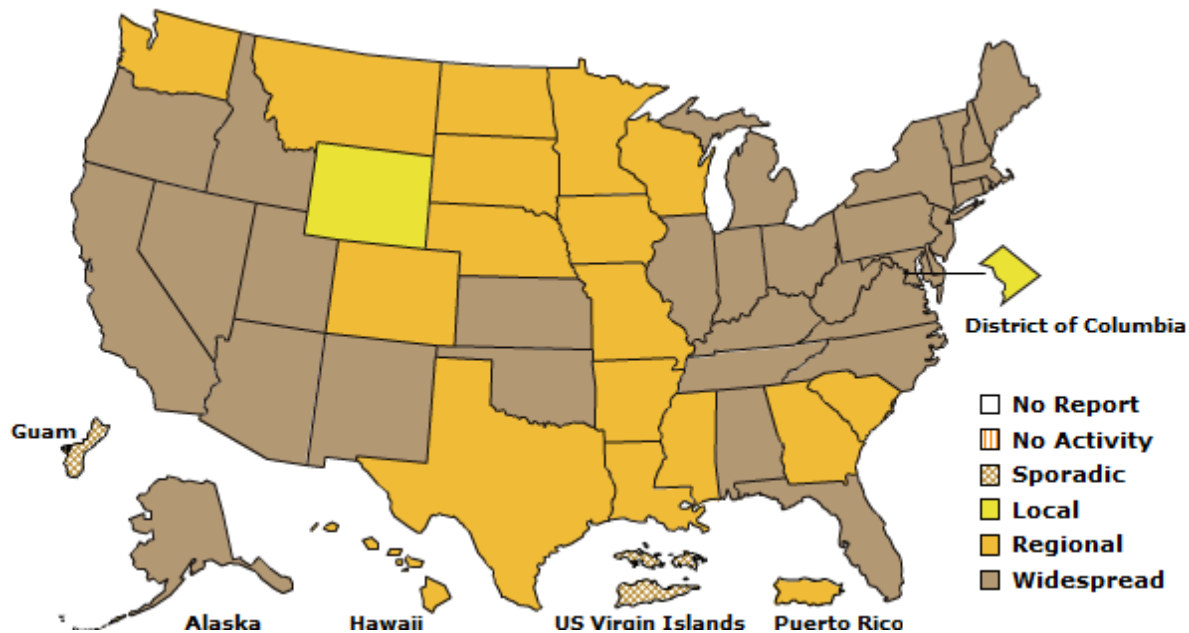 District of Columbia
No Report
Guam
No Activity
Sporadic
Local
Regional
Widespread
Alaska
Hawaii
US Virgin Islands
Puerto Rico